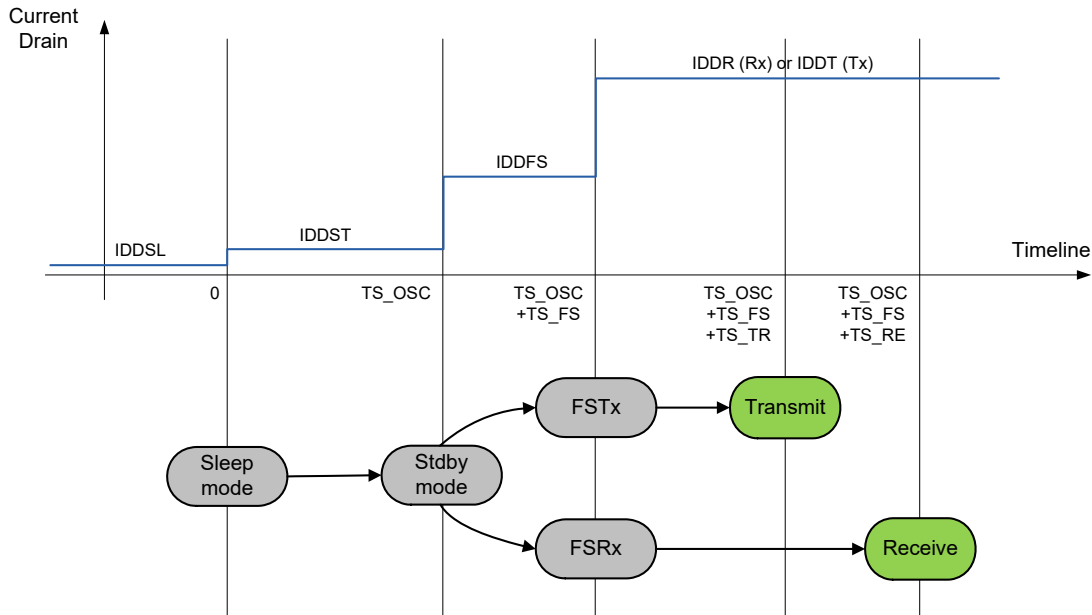 Current
Drain
IDDR (Rx) or IDDT (Tx)
IDDFS
IDDST
IDDSL
Timeline
0
TS_OSC
TS_OSC
+TS_FS
TS_OSC
+TS_FS
+TS_TR
TS_OSC
+TS_FS
+TS_RE
FSTx
Transmit
Sleep
mode
Stdby
mode
FSRx
Receive